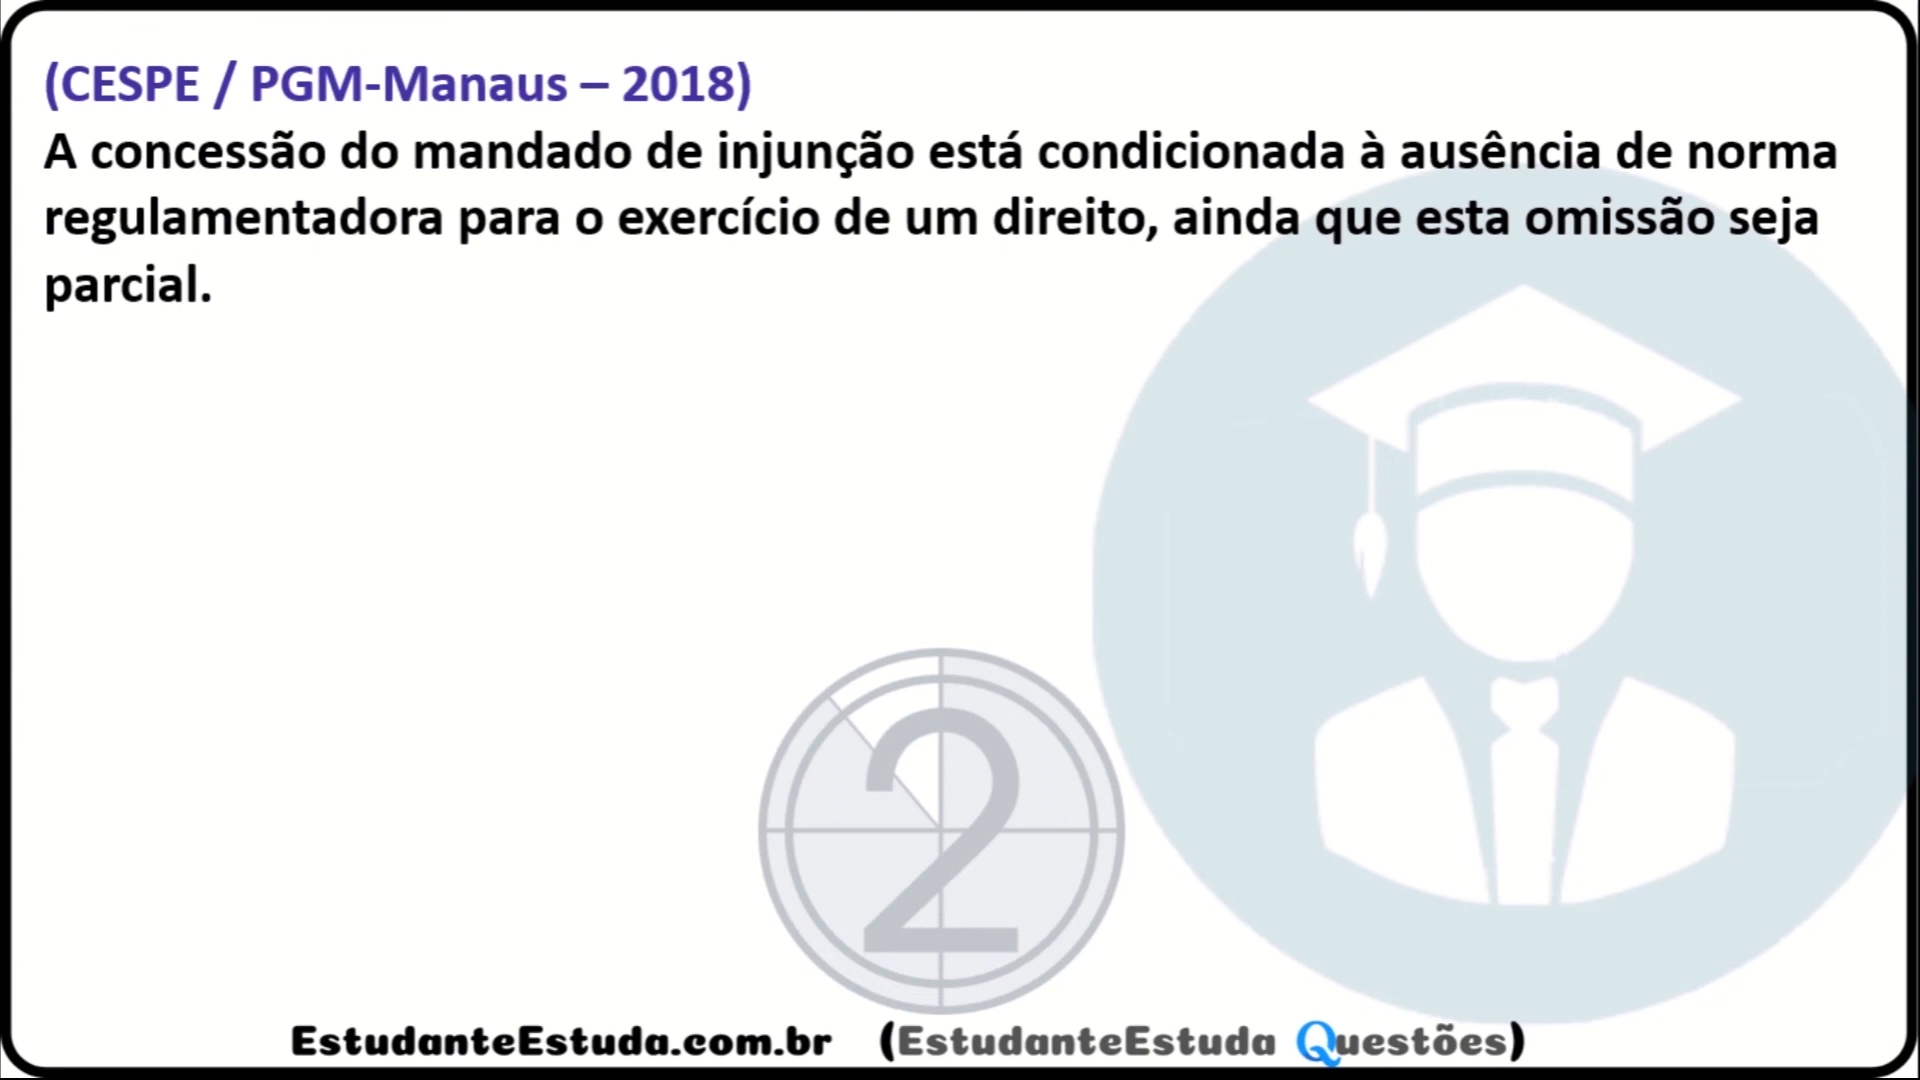 (CESPE / PGM-Manaus – 2018)
A concessão do mandado de injunção está condicionada à ausência de norma
regulamentadora para o exercício de um direito, ainda que esta omissão seja
parcial.
2
EstudanteEstuda.com.br (EstudanteEstuda Questões)